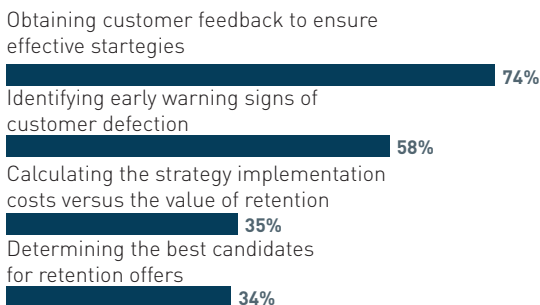 Obtaining customer feedback to ensure
effective startegies
74%
Identifying early warning signs of
customer defection
58%
Calculating the strategy implementation
costs versus the value of retention
35%
Determining the best candidates
for retention offers
34%